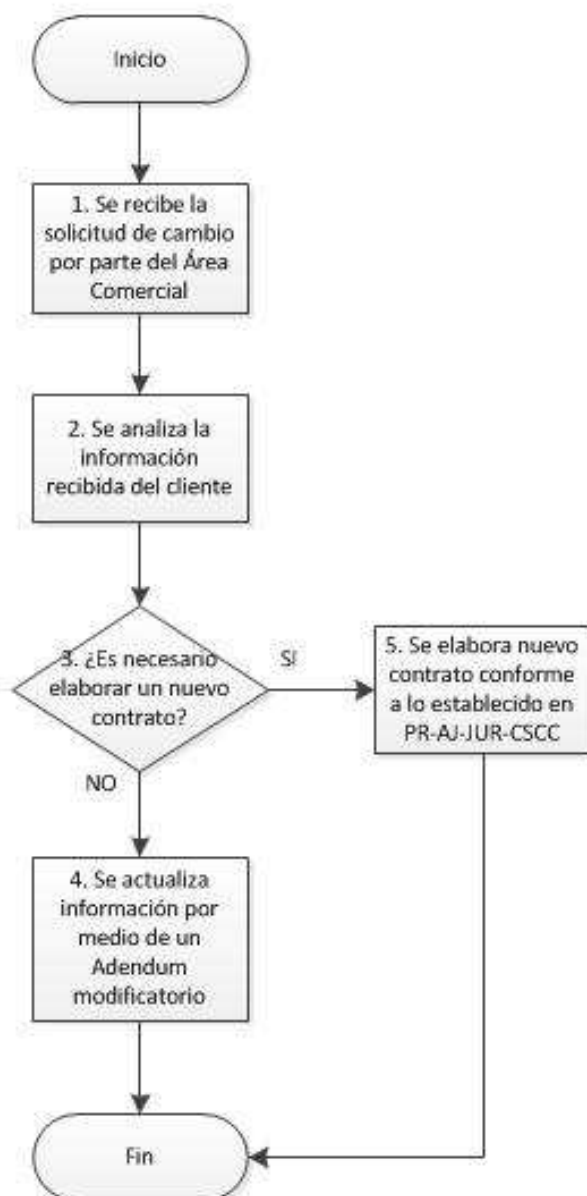 Inicio
1. Se recibe la
solicitud de cambio
por parte del Área
Comercial
2. Se analiza la
información
recibida del cliente
3. ¿Es necesario
elaborar un nuevo
contrato?
SI
5. Se elabora nuevo
contrato conforme
a lo establecido en
PR-AJ-JUR-CSCC
NO
4. Se actualiza
información por
medio de un
Adendum
modificatorio
Fin